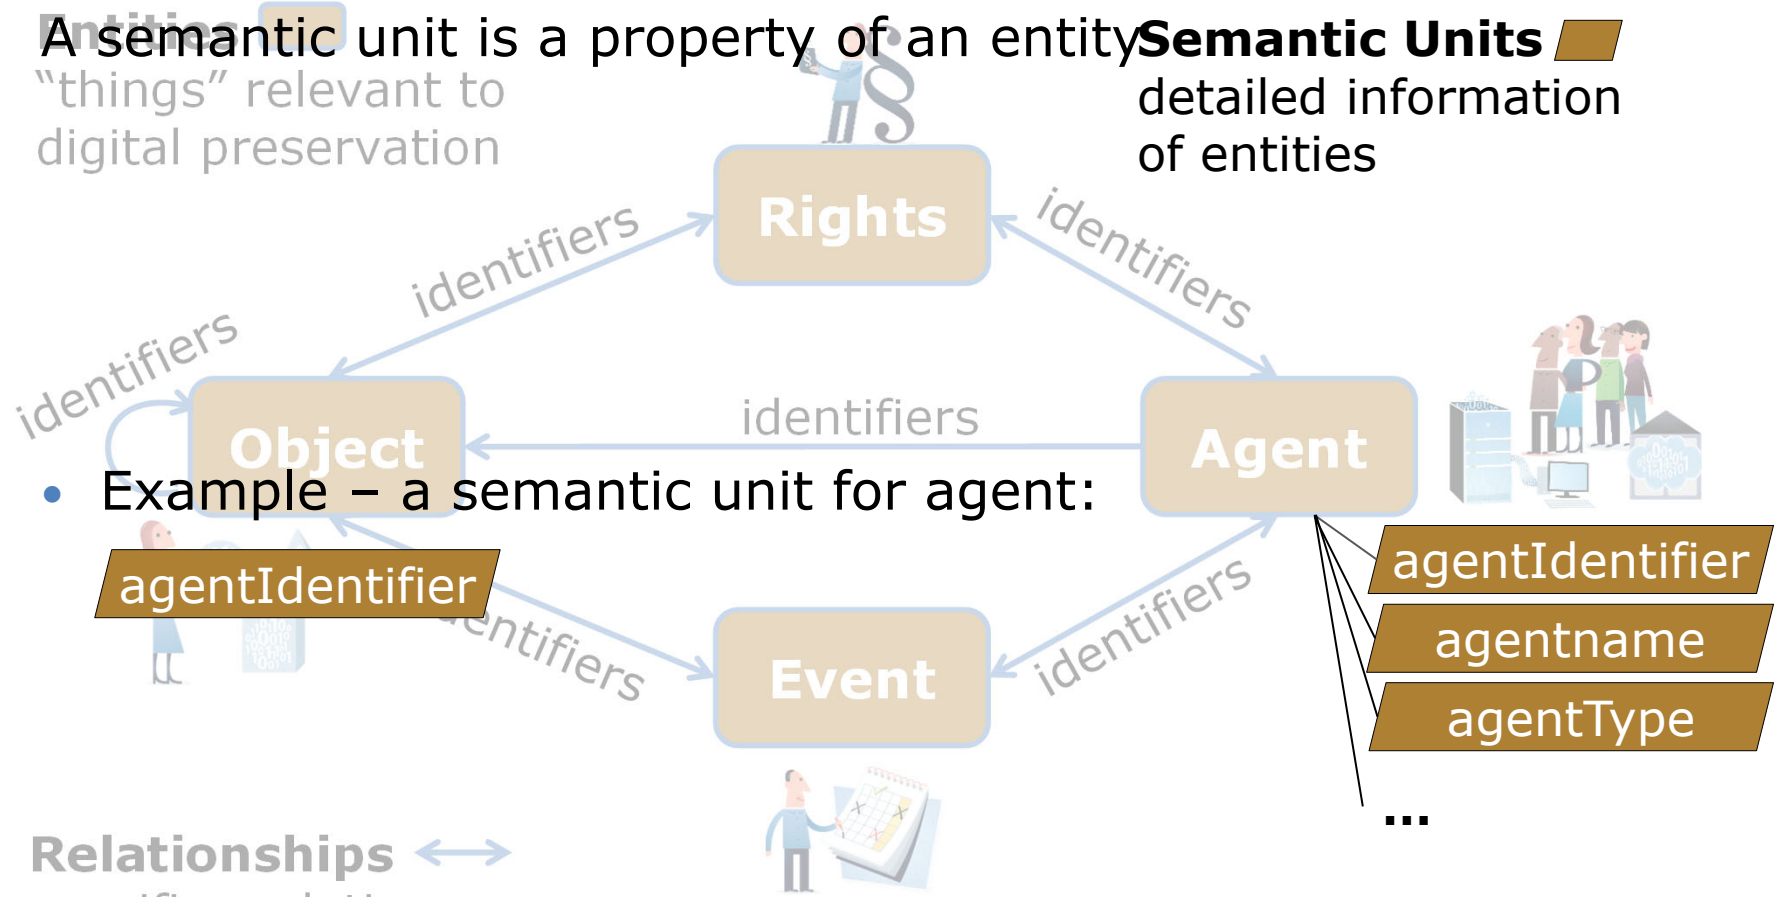 A semantic unit is a property of an entity
Entities
“things” relevant to
digital preservation
Semantic Units
detailed information
of entities
Rights
identifiers
identifiers
identifiers
identifiers
Object
Agent
• Example – a semantic unit for agent:
agentIdentifier
agentIdentifier
identifiers
agentname
Event
agentType
...
Relationships